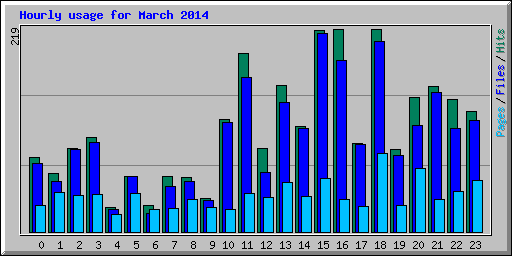 Hourly usage for March 2014
219
Pages / Files / Hits
0 1 2 3 4 5 6 7 8 9 10 11 12 13 14 15 16 17 18 19 20 21 22 23